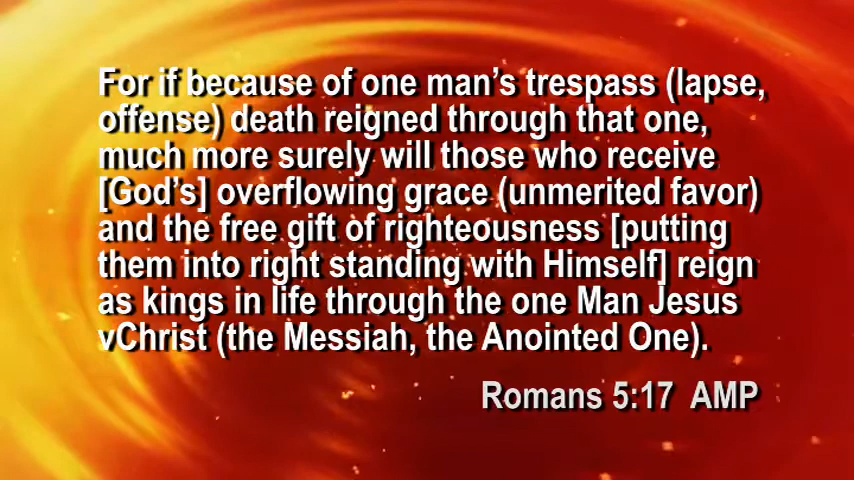 For if because of one man's trespass (lapse,
offense) death reigned through that one,
much more surely will those who receive
[God's] overflowing grace (unmerited favor)
and the free gift of righteousness [putting
them into right standing with Himself] reign
as kings in life through the one Man Jesus
vChrist (the Messiah, the Anointed One).
Romans 5:17 AMP